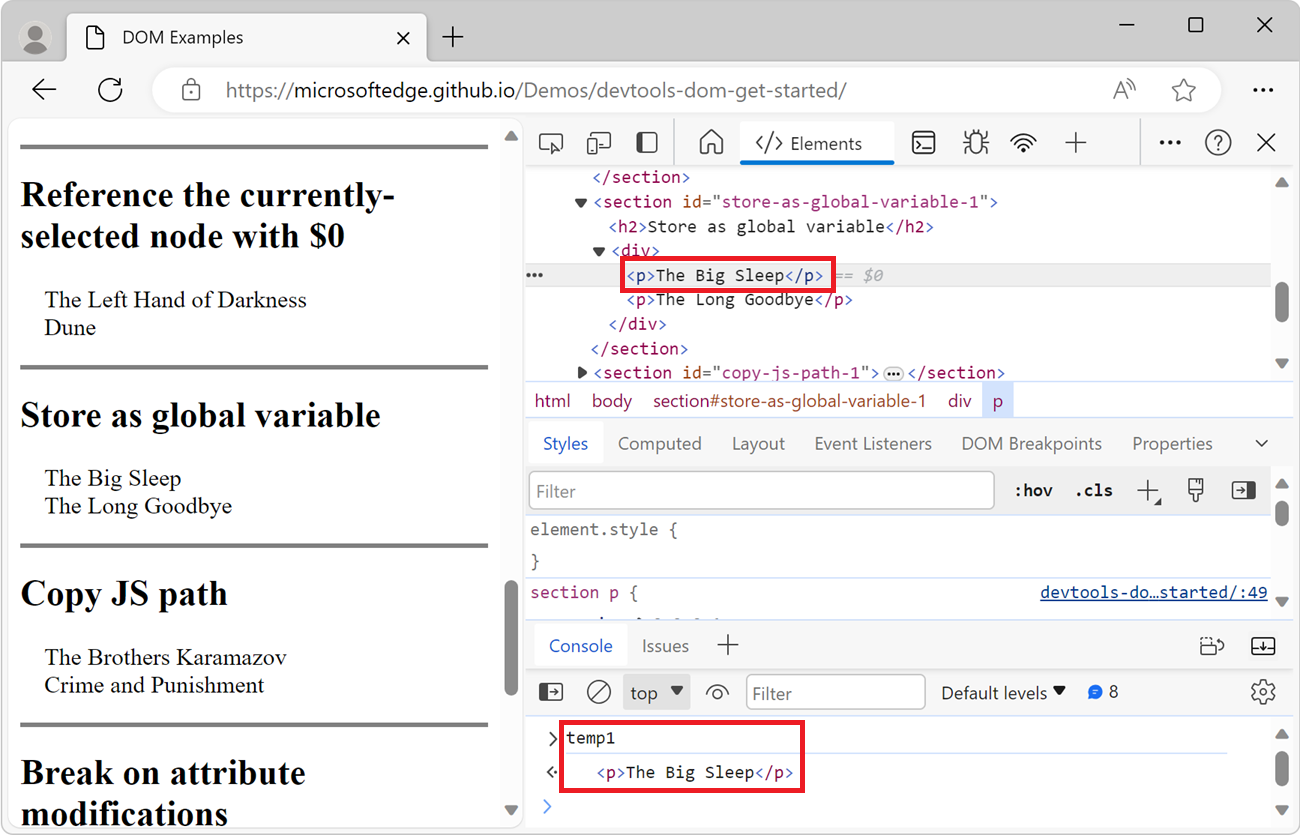 DOM Examples
https://microsoftedge.github.io/Demos/devtools-dom-get-started/
Reference the currently-
selected node with $0
The Left Hand of Darkness
Dune
Store as global variable
The Big Sleep
The Long Goodbye
Copy JS path
The Brothers Karamazov
Crime and Punishment
Break on attribute
modifications
Elements
</section>
<section id="store-as-global-variable-1">
<h2>Store as global variable</h2>
<div>
<p>The Big Sleep</p> == $0
<p>The Long Goodbye</p>
</div>
</section>
<section id="copy-js-path-1"> … </section>
html body section#store-as-global-variable-1 div p
Styles Computed Layout Event Listeners DOM Breakpoints Properties
Filter :hov .cls
element.style {
}
section p { devtools-do…started/:49
Console Issues
top Filter Default levels 8
temp1
<p>The Big Sleep</p>